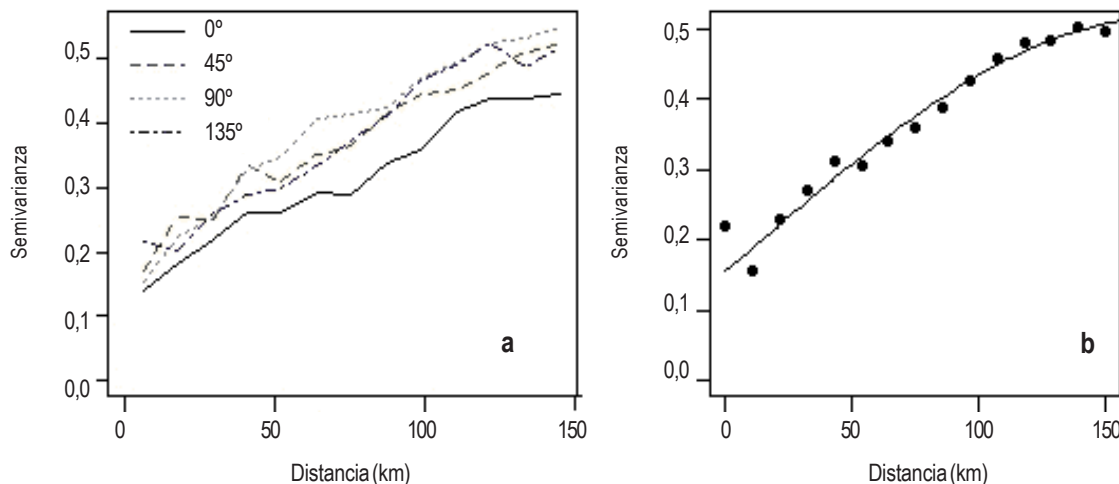 0º
45º
90º
135º
0,5
0,4
0,3
0,2
0,1
0,0
Semivarianza
0 50 100 150
Distancia (km)
a
0,5
0,4
0,3
0,2
0,1
0,0
Semivarianza
0 50 100 150
Distancia (km)
b